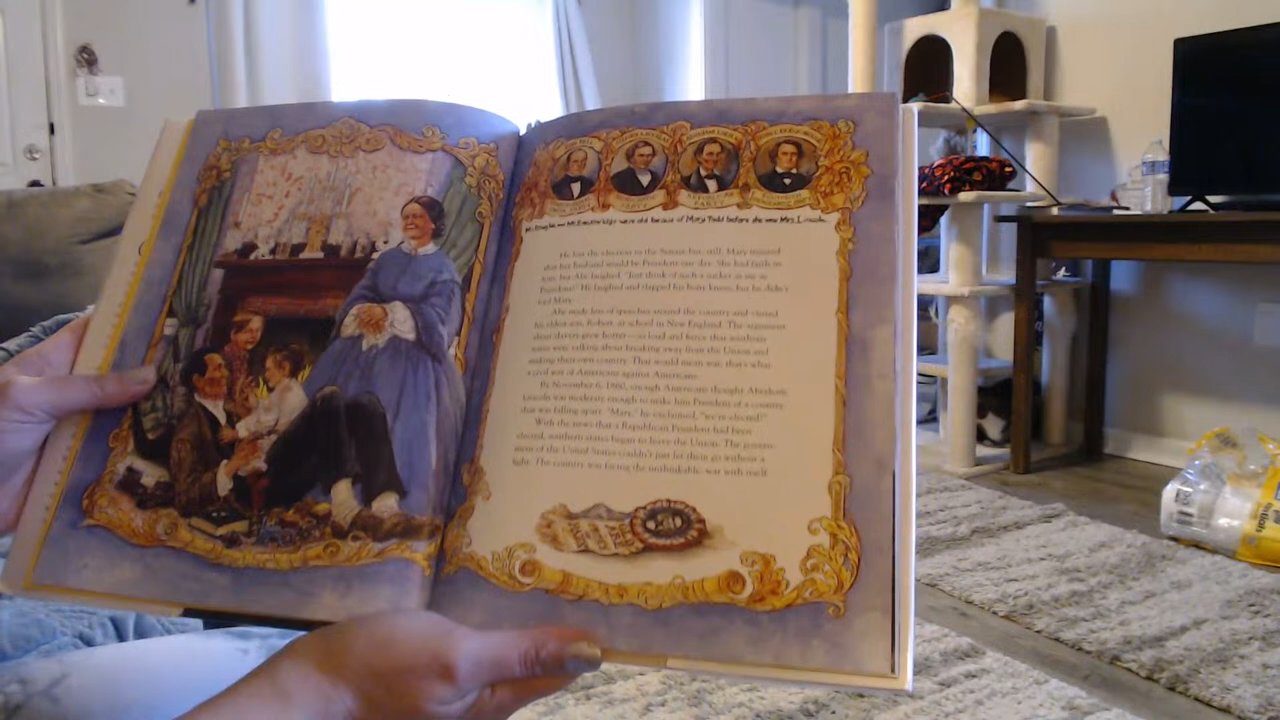 ABRAHAM LINCOLN
PARTY
Mr. Douglas and Mr. Breckenridge were old beaux of Mary Todd before she was Mrs. Lincoln
He lost the election to the Senate but, still, Mary insisted
that her husband would be President one day. She had faith in
him, but Abe laughed. "Just think of such a sucker as me as
President!" He laughed and clapped his bony knees, but he didn't
fool Mary.
Abe made lots of speeches around the country and visited
his eldest son, Robert, at school in New England. The arguments
about slavery grew hotter—so loud and fierce that southern
states were talking about breaking away from the Union and
making their own country. That would mean war, that's what
a civil war of Americans against Americans.
By November 6, 1860, enough Americans thought Abraham
Lincoln was moderate enough to make him President of a country
that was falling apart. "Mary," he exclaimed, "we're elected!"
With the news that a Republican President had been
elected, southern states began to leave the Union. The govern-
ment of the United States couldn't just let them go without a
fight. The country was facing the unthinkable: war with itself.